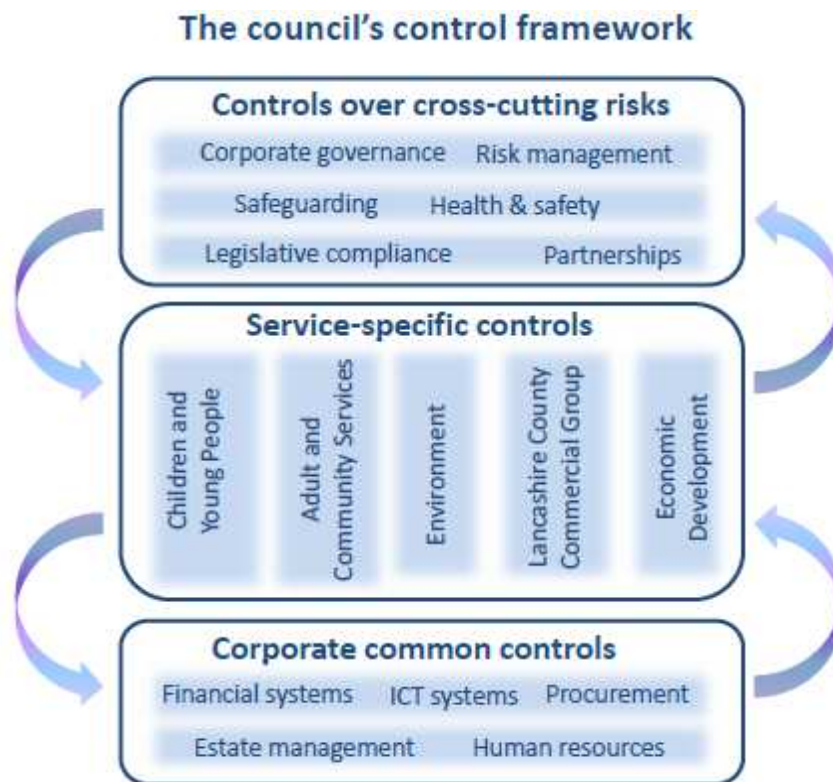 The council's control framework
Controls over cross-cutting risks
Corporate governance Risk management
Safeguarding Health & safety
Legislative compliance Partnerships
Service-specific controls
Children and
Young People
Adult and
Community Services
Environment
Lancashire County
Commercial Group
Economic
Development
Corporate common controls
Financial systems ICT systems Procurement
Estate management Human resources